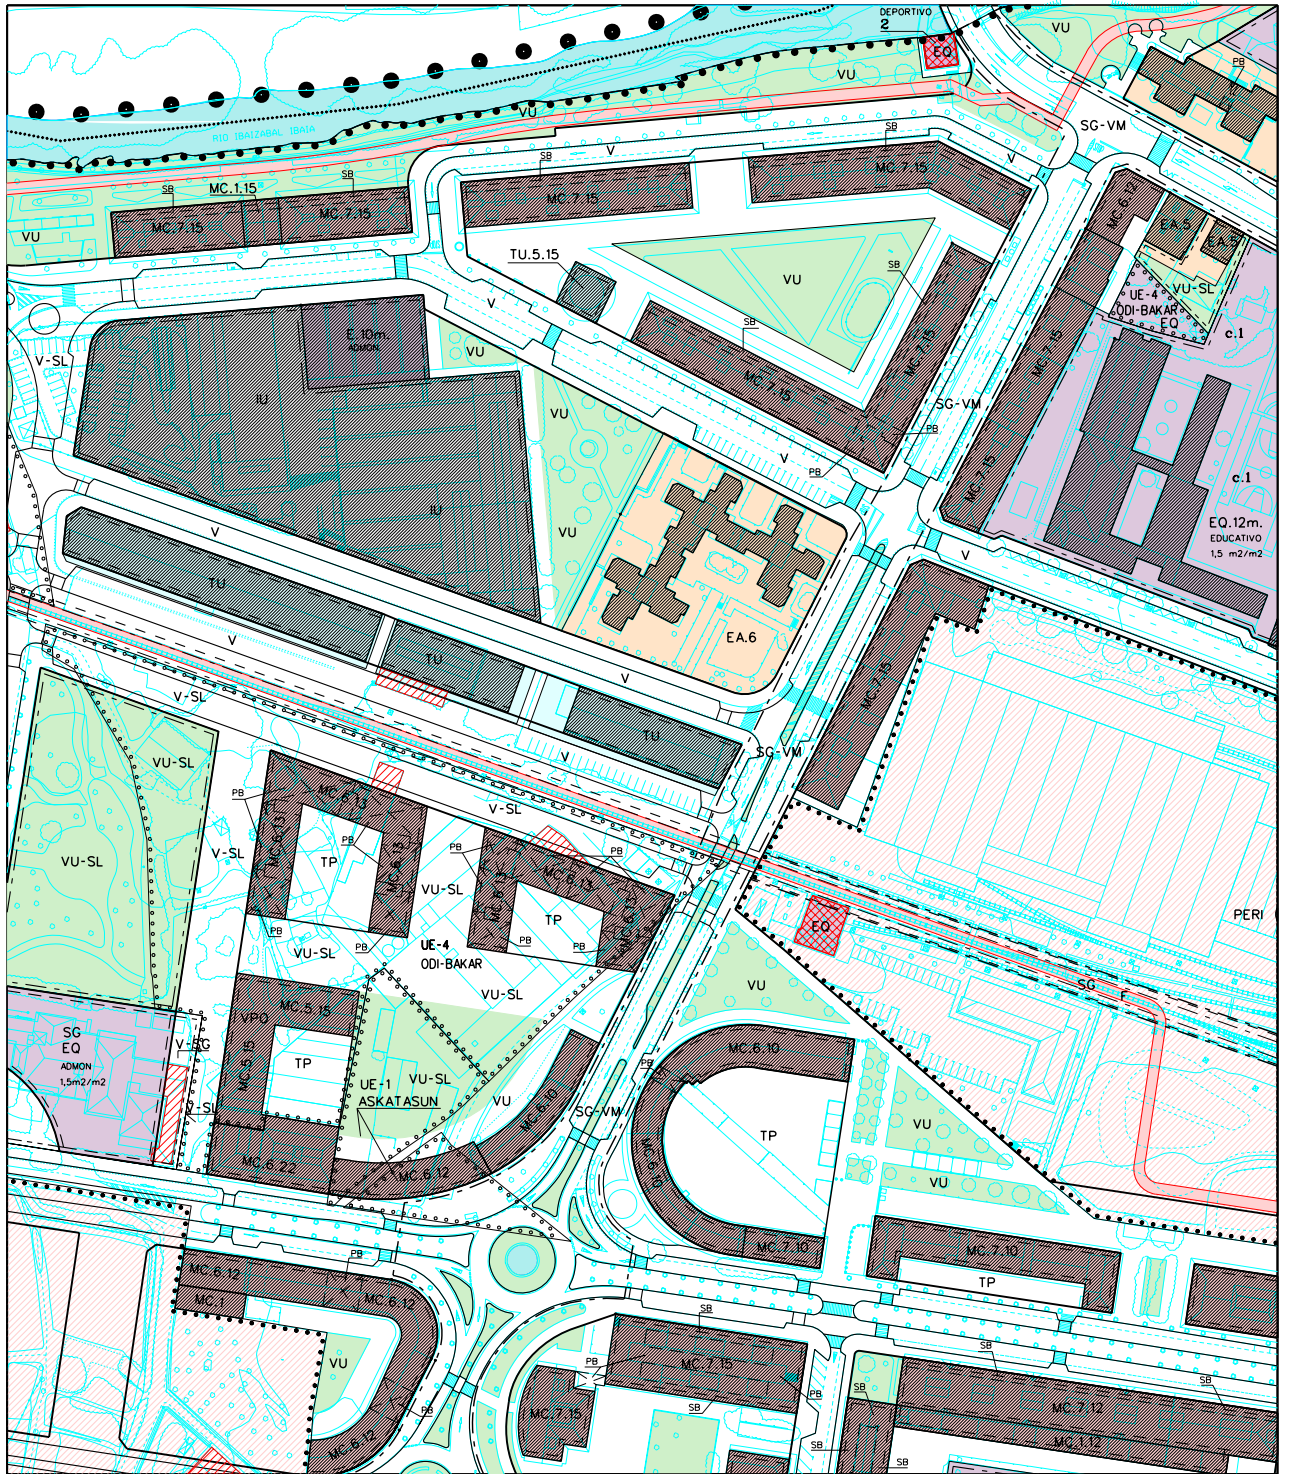 DEPORTIVO
2
EQ
VU
PB
VU
VU
RIO IBAIZABAL IBAIA
SG-VM
SB
V
SB
V
MC.7.15
SB
SB
MC.1.15
MC.7.15
MC.7.15
MC.7.15
MC.6.12
EA.5
EA.5
VU
TU.5.15
VU
SB
VU-SL
UE-4
ODI-BAKAR
EQ
V
SB
E.10m.
ADMON.
c.1
VU
V-SL
MC.7.15
MC.7.15
MC.7.15
IU
SG-VM
VU
PB
V
PB
c.1
MC.7.15
IU
EQ.12m.
EDUCATIVO
1,5 m2/m2
V
VU
V
TU
V
EA.6
TU
V
V-SL
MC.7.15
TU
V
SG-VM
VU-SL
PB
MC.6.13
V-SL
MC.6.13
PB
V-SL
TP
MC.6.13
PB
PB
VU-SL
VU-SL
MC.6.13
MC.6.13
TP
MC.6.13
PERI
PB
EQ
UE-4
ODI-BAKAR
PB
PB
PB
VU-SL
VU-SL
SG
F
VU
MC.5.15
VPO
SG
EQ
ADMON
1,5m2/m2
V-SG
TP
MC.5.15
PB
MC.6.10
VU-SL
UE-1
ASKATASUN
VU
V-SL
MC.6.10
SG-VM
TP
VU
MC.6.10
MC.6.22
MC.6.12
VU
MC.7.10
MC.7.10
TP
PB
MC.6.12
MC.6.12
MC.1
SB
SB
VU
PB
MC.7.15
SB
PB
PB
MC.7.15
SB
SB
MC.7.12
MC.6.12
MC.1.12
SB
SB